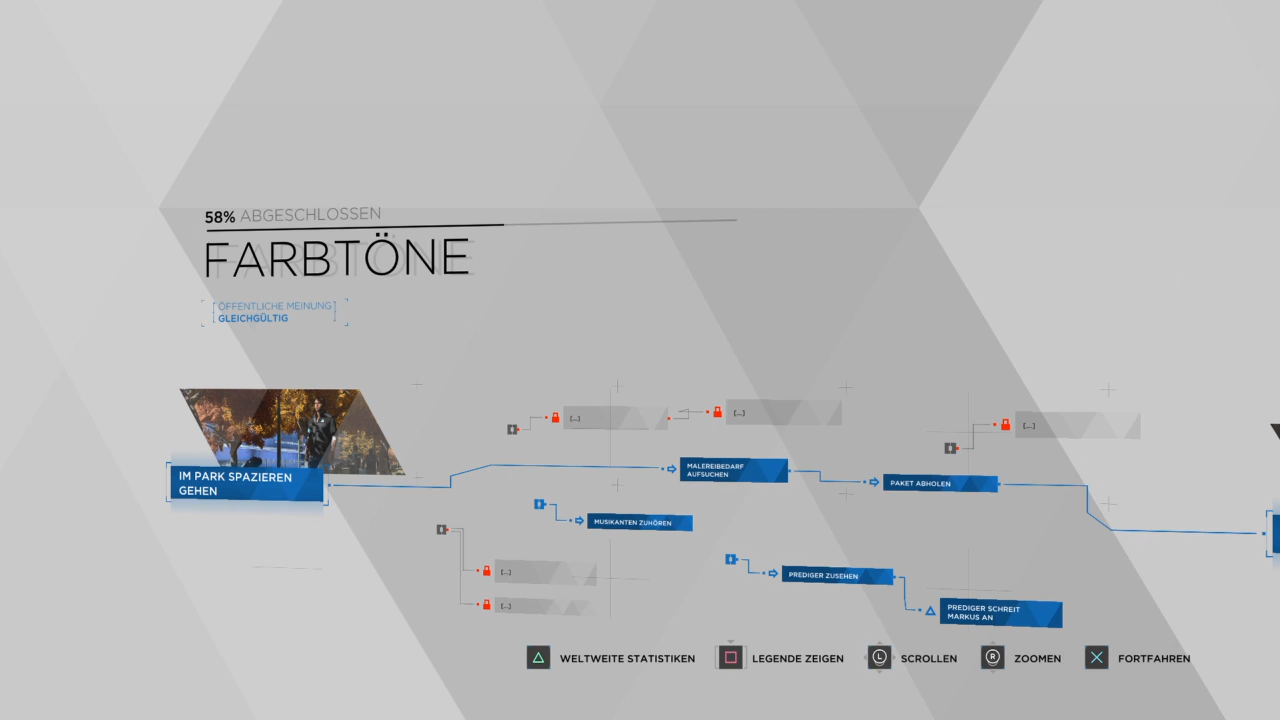 58% ABGESCHLOSSEN
FARBTÖNE
ÖFFENTLICHE MEINUNG
GLEICHGÜLTIG
[...]
[...]
[...]
IM PARK SPAZIEREN
GEHEN
MALEREIBEDARF
AUFSUCHEN
PAKET ABHOLEN
MUSIKANTEN ZUHÖREN
[...]
[...]
PREDIGER ZUSEHEN
PREDIGER SCHREIT
MARKUS AN
WELTWEITE STATISTIKEN
LEGENDE ZEIGEN
L SCROLLEN
R ZOOMEN
FORTFAHREN